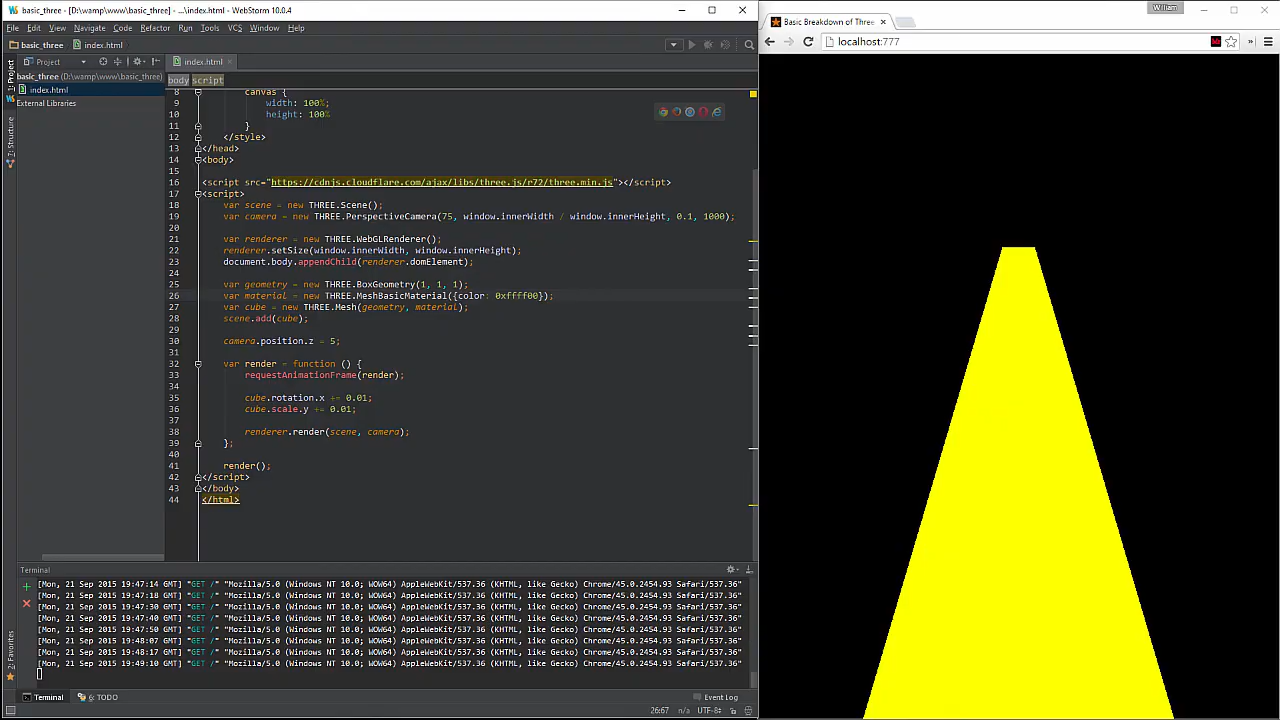 basic_three - [D:\wamp\www\basic_three] - ...\index.html - WebStorm 10.0.4
File Edit View Navigate Code Refactor Run Tools VCS Window Help
basic_three index.html
Project
index.html
basic_three (D:\wamp\www\basic_three)
index.html
External Libraries
1: Project
7: Structure
2: Favorites
body script
8 canvas {
9 width: 100%;
10 height: 100%
11 }
12 </style>
13 </head>
14 <body>
15
16 <script src="https://cdnjs.cloudflare.com/ajax/libs/three.js/r72/three.min.js"></script>
17 <script>
18 var scene = new THREE.Scene();
19 var camera = new THREE.PerspectiveCamera(75, window.innerWidth / window.innerHeight, 0.1, 1000);
20
21 var renderer = new THREE.WebGLRenderer();
22 renderer.setSize(window.innerWidth, window.innerHeight);
23 document.body.appendChild(renderer.domElement);
24
25 var geometry = new THREE.BoxGeometry(1, 1, 1);
26 var material = new THREE.MeshBasicMaterial({color: 0xffff00});
27 var cube = new THREE.Mesh(geometry, material);
28 scene.add(cube);
29
30 camera.position.z = 5;
31
32 var render = function () {
33 requestAnimationFrame(render);
34
35 cube.rotation.x += 0.01;
36 cube.scale.y += 0.01;
37
38 renderer.render(scene, camera);
39 };
40
41 render();
42 </script>
43 </body>
44 </html>
Terminal
[Mon, 21 Sep 2015 19:47:14 GMT] "GET /" "Mozilla/5.0 (Windows NT 10.0; WOW64) AppleWebKit/537.36 (KHTML, like Gecko) Chrome/45.0.2454.93 Safari/537.36"
[Mon, 21 Sep 2015 19:47:18 GMT] "GET /" "Mozilla/5.0 (Windows NT 10.0; WOW64) AppleWebKit/537.36 (KHTML, like Gecko) Chrome/45.0.2454.93 Safari/537.36"
[Mon, 21 Sep 2015 19:47:30 GMT] "GET /" "Mozilla/5.0 (Windows NT 10.0; WOW64) AppleWebKit/537.36 (KHTML, like Gecko) Chrome/45.0.2454.93 Safari/537.36"
[Mon, 21 Sep 2015 19:47:40 GMT] "GET /" "Mozilla/5.0 (Windows NT 10.0; WOW64) AppleWebKit/537.36 (KHTML, like Gecko) Chrome/45.0.2454.93 Safari/537.36"
[Mon, 21 Sep 2015 19:47:50 GMT] "GET /" "Mozilla/5.0 (Windows NT 10.0; WOW64) AppleWebKit/537.36 (KHTML, like Gecko) Chrome/45.0.2454.93 Safari/537.36"
[Mon, 21 Sep 2015 19:48:07 GMT] "GET /" "Mozilla/5.0 (Windows NT 10.0; WOW64) AppleWebKit/537.36 (KHTML, like Gecko) Chrome/45.0.2454.93 Safari/537.36"
[Mon, 21 Sep 2015 19:48:17 GMT] "GET /" "Mozilla/5.0 (Windows NT 10.0; WOW64) AppleWebKit/537.36 (KHTML, like Gecko) Chrome/45.0.2454.93 Safari/537.36"
[Mon, 21 Sep 2015 19:49:10 GMT] "GET /" "Mozilla/5.0 (Windows NT 10.0; WOW64) AppleWebKit/537.36 (KHTML, like Gecko) Chrome/45.0.2454.93 Safari/537.36"
Terminal 6: TODO Event Log
26:67 n/a UTF-8
William
Basic Breakdown of Three
localhost:777